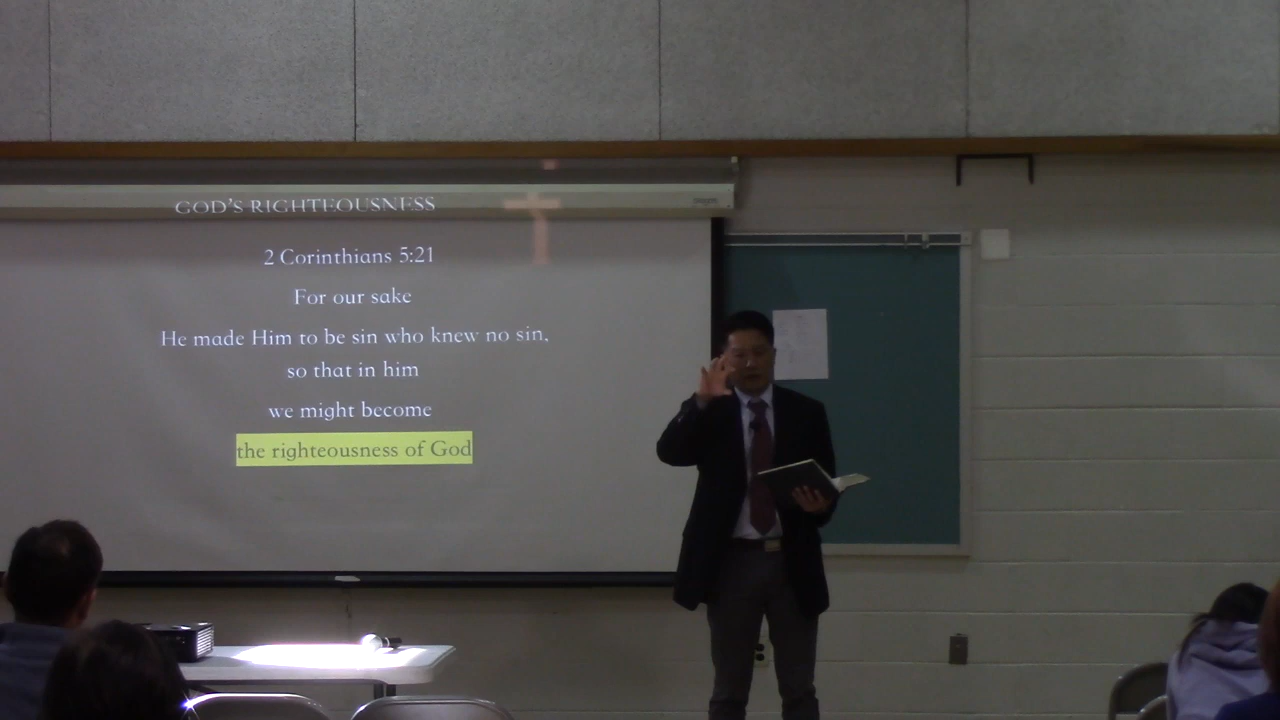 GOD'S RIGHTEOUSNESS
2 Corinthians 5:21
For our sake
He made Him to be sin who knew no sin,
so that in him
we might become
the righteousness of God